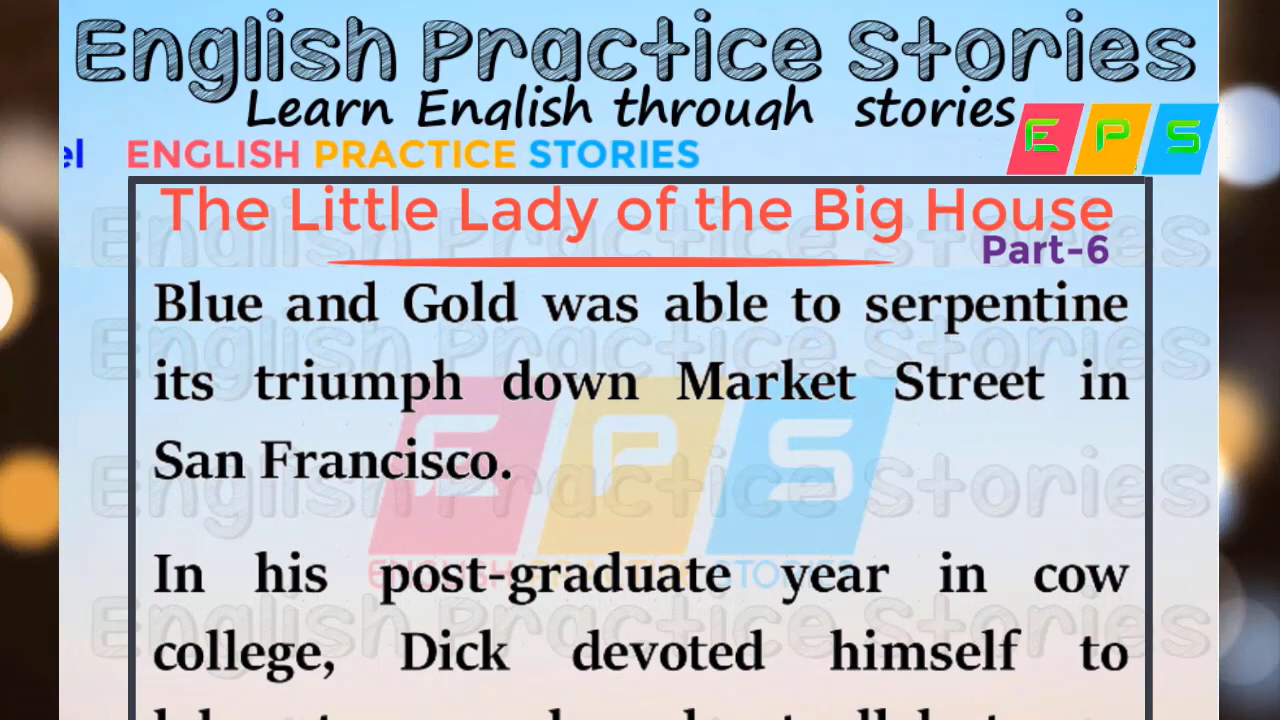 English Practice Stories
Learn English through stories
E P S
el ENGLISH PRACTICE STORIES
The Little Lady of the Big House
Part-6
Blue and Gold was able to serpentine
its triumph down Market Street in
San Francisco.
In his post-graduate year in cow
college, Dick devoted himself to